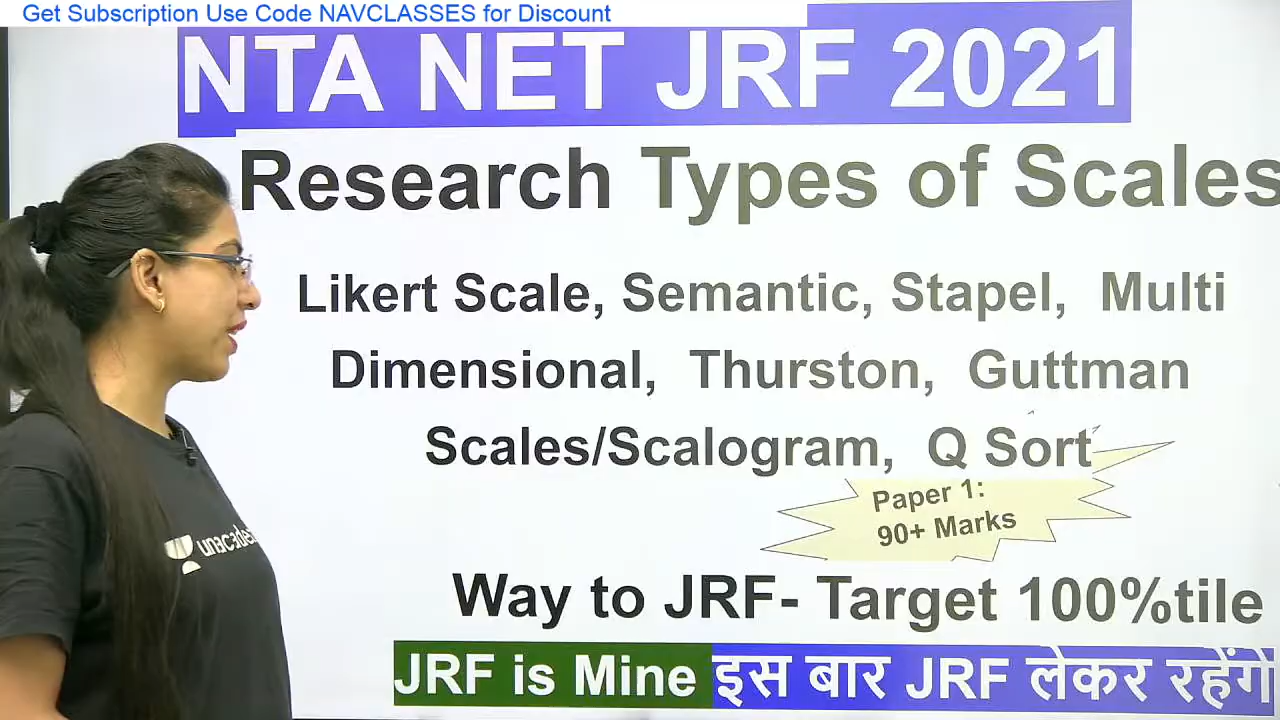 Get Subscription Use Code NAVCLASSES for Discount
NTA NET JRF 2021
Research Types of Scales
Likert Scale, Semantic, Stapel, Multi
Dimensional, Thurston, Guttman
Scales/Scalogram, Q Sort
Paper 1:
90+ Marks
unacade
Way to JRF- Target 100%tile
JRF is Mine इस बार JRF लेकर रहेंगें